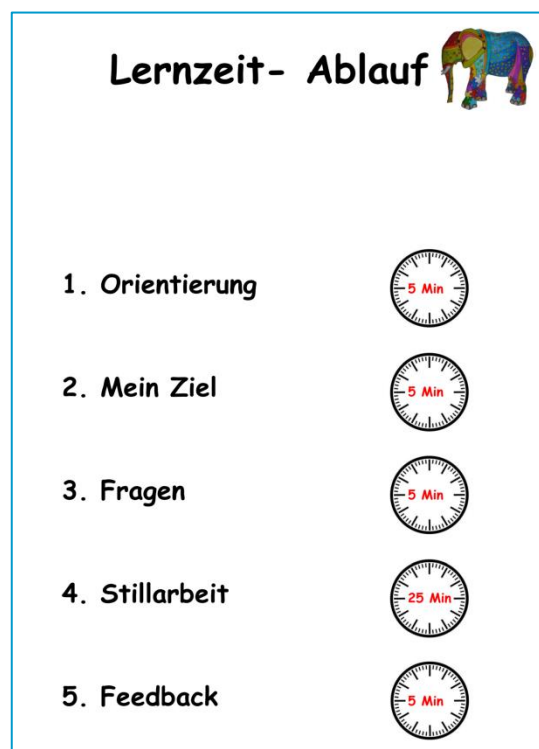 Lernzeit- Ablauf
1. Orientierung
5 Min
2. Mein Ziel
5 Min
3. Fragen
5 Min
4. Stillarbeit
25 Min
5. Feedback
5 Min